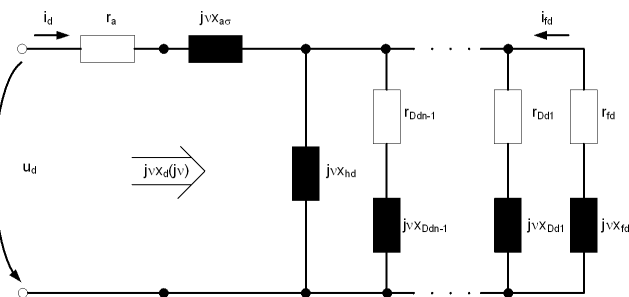 i_d r_a jνx_aσ i_fd
r_Ddn-1 r_Dd1 r_fd
u_d jνx_d(jν) jνx_hd
jνx_Ddn-1 jνx_Dd1 jνx_fd